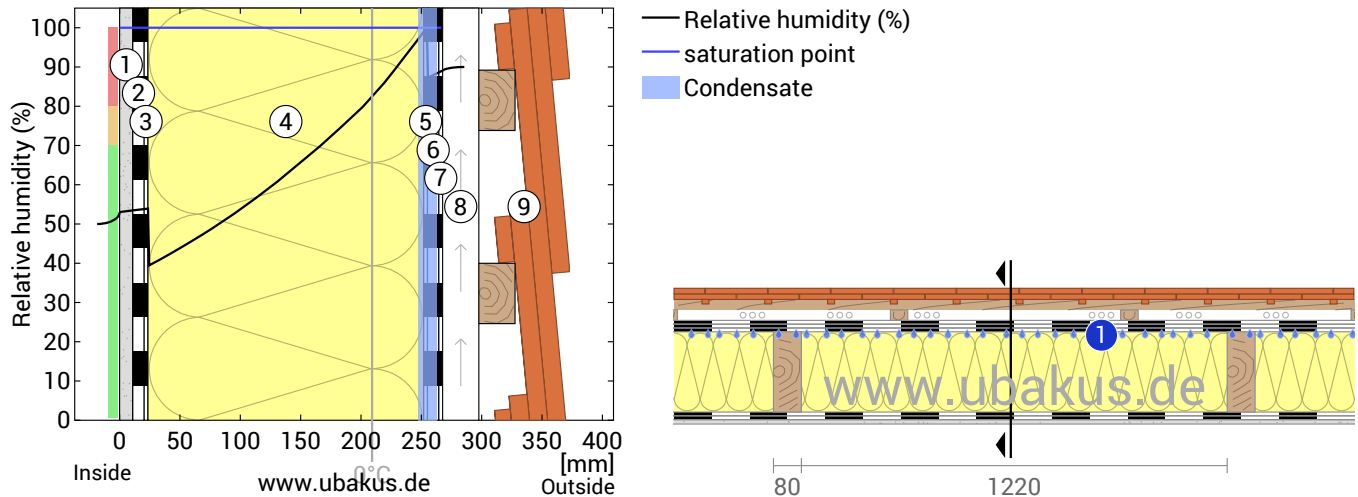 Relative humidity (%)
100
90
80
70
60
50
40
30
20
10
0
1
2
3
4
5
6
7
8
9
0 50 100 150 200 250 300 350 400
[mm]
Inside
0°C
www.ubakus.de
Outside
Relative humidity (%)
saturation point
Condensate
1
www.ubakus.de
80
1220